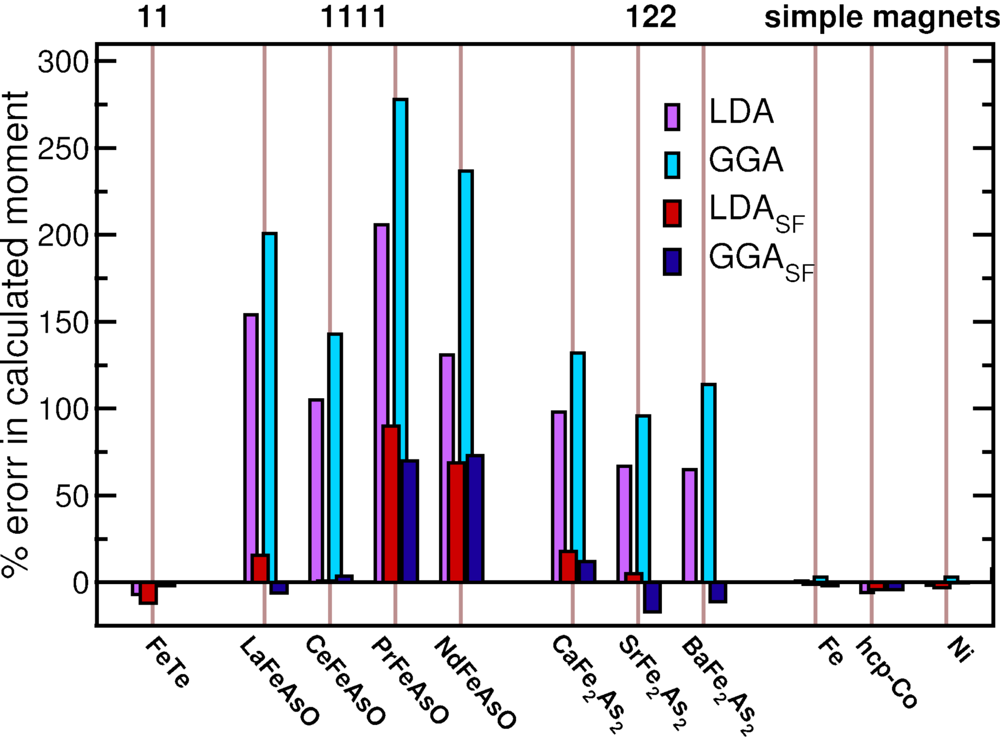 11 1111 122 simple magnets
% erorr in calculated moment
300
250
200
150
100
50
0
LDA
GGA
LDA_SF
GGA_SF
FeTe
LaFeAsO
CeFeAsO
PrFeAsO
NdFeAsO
CaFe₂As₂
SrFe₂As₂
BaFe₂As₂
Fe
hcp-Co
Ni